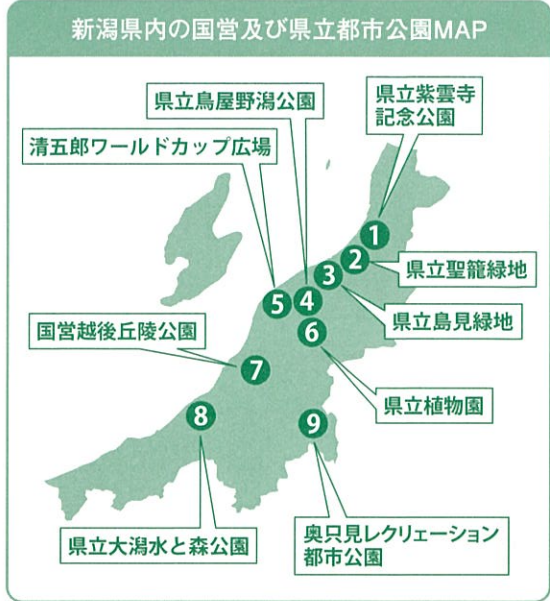 新潟県内の国営及び県立都市公園MAP
県立鳥屋野潟公園
県立紫雲寺
記念公園
清五郎ワールドカップ広場
1
2
県立聖籠緑地
3
4
5
県立島見緑地
6
国営越後丘陵公園
7
県立植物園
8
9
県立大潟水と森公園
奥只見レクリェーション
都市公園